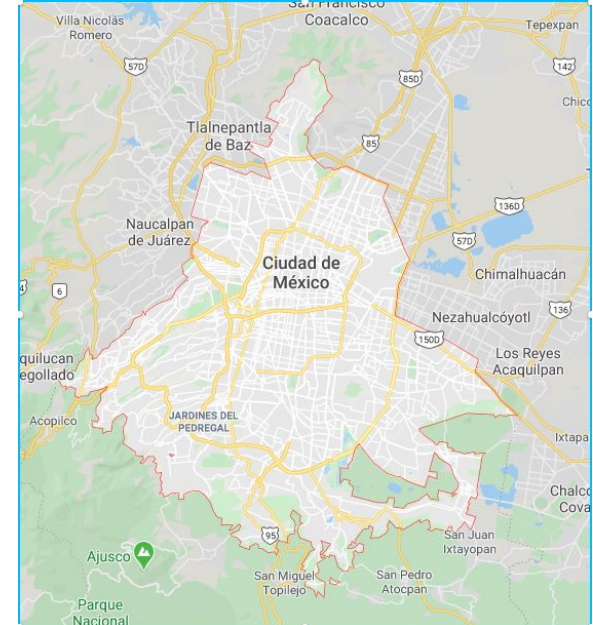 San Francisco
Coacalco
Villa Nicolás
Romero
Tepexpan
57D
85D
142
Chico
Tlalnepantla
de Baz
85
136D
Naucalpan
de Juárez
57D
Ciudad de
México
Chimalhuacán
6
136
Nezahualcóyotl
150D
quilucan
egollado
Los Reyes
Acaquilpan
Acopilco
JARDINES DEL
PEDREGAL
Ixtapa
Chalco
Cova
95
San Juan
Ixtayopan
Ajusco
San Miguel
Topilejo
San Pedro
Atocpan
Parque
Nacional